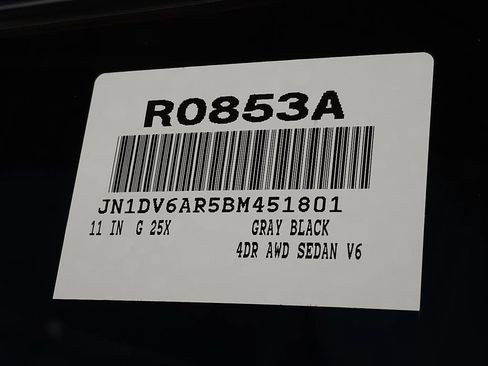 R0853A
JN1DV6AR5BM451801
11 IN G 25X GRAY BLACK
4DR AWD SEDAN V6